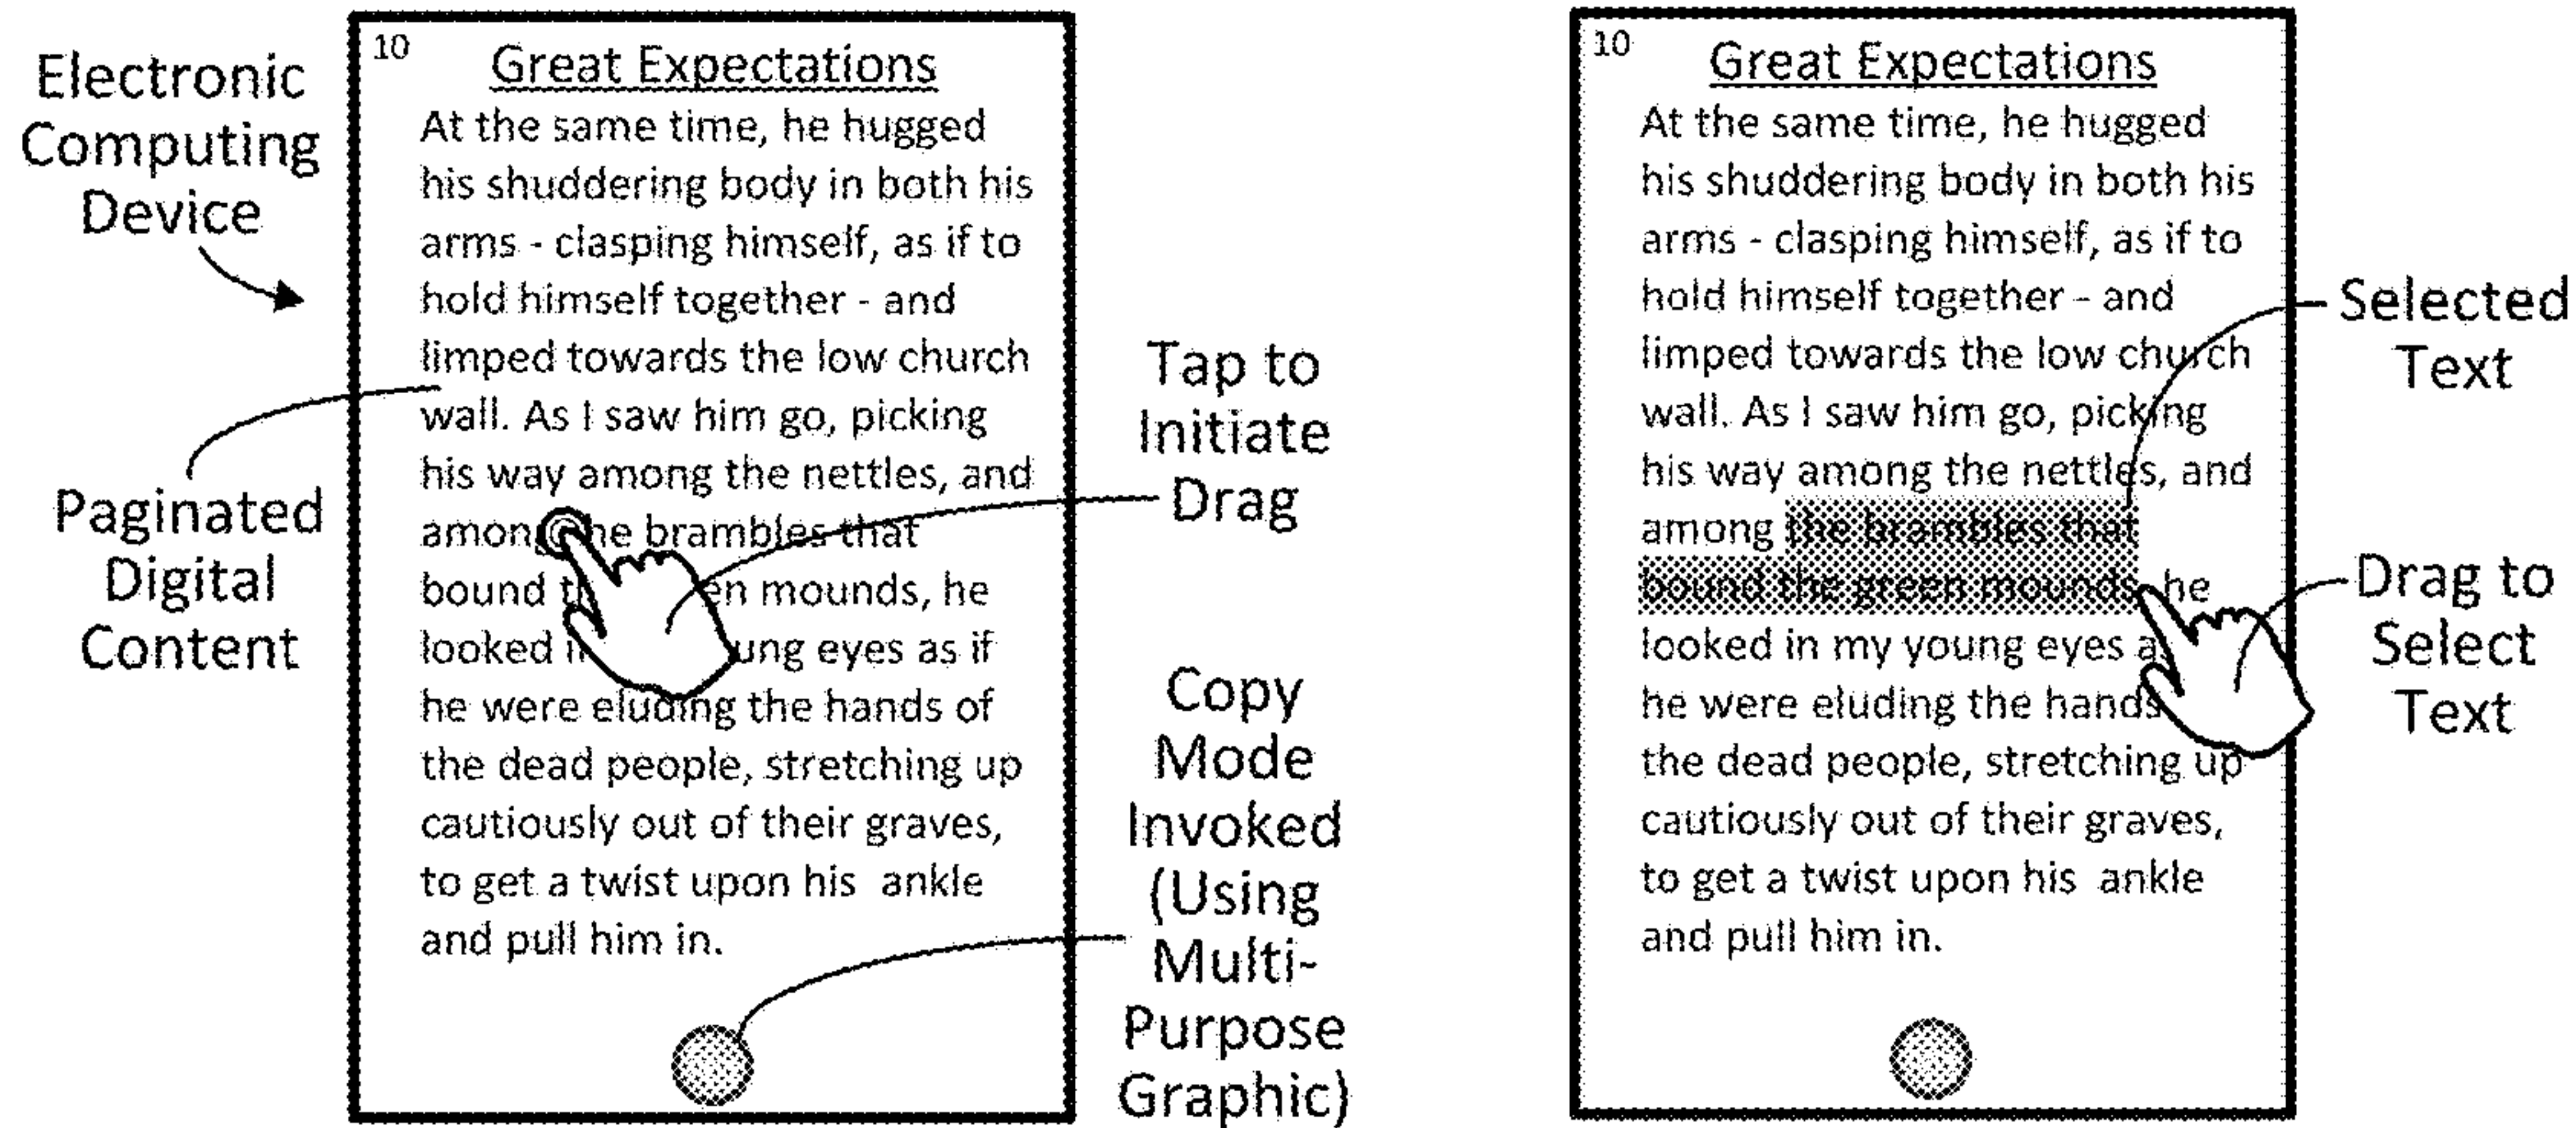 Electronic
Computing
Device
Paginated
Digital
Content
10
Great Expectations
At the same time, he hugged
his shuddering body in both his
arms - clasping himself, as if to
hold himself together - and
limped towards the low church
wall. As I saw him go, picking
his way among the nettles, and
among he brambles that
bound en mounds, he
looked ung eyes as if
he were eluding the hands of
the dead people, stretching up
cautiously out of their graves,
to get a twist upon his ankle
and pull him in.
Tap to
Initiate
Drag
Copy
Mode
Invoked
(Using
Multi-
Purpose
Graphic)
10
Great Expectations
At the same time, he hugged
his shuddering body in both his
arms - clasping himself, as if to
hold himself together - and
limped towards the low church
wall. As I saw him go, picking
his way among the nettles, and
among the brambles that
bound the green mounds, he
looked in my young eyes a
he were eluding the hands
the dead people, stretching up
cautiously out of their graves,
to get a twist upon his ankle
and pull him in.
Selected
Text
Drag to
Select
Text